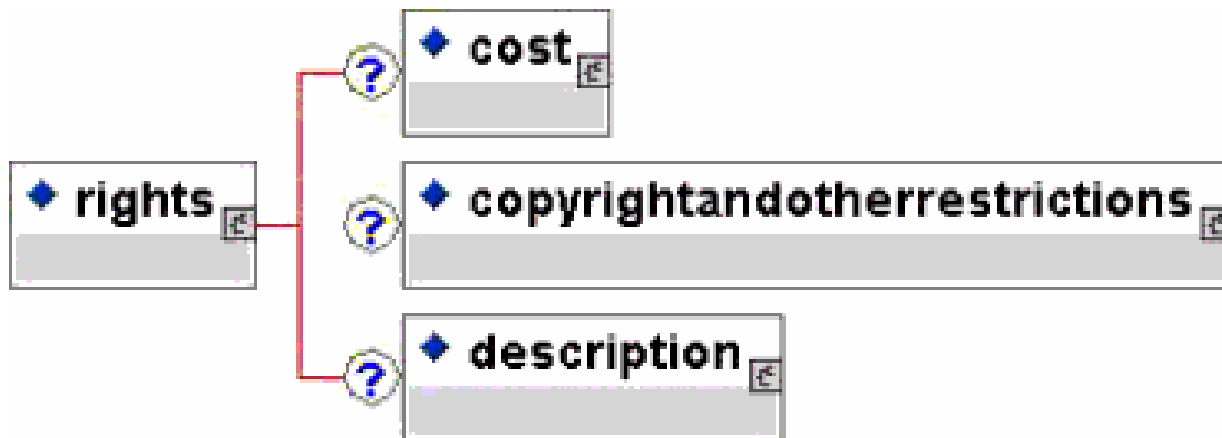 ? cost
rights
? copyrightandotherrestrictions
? description